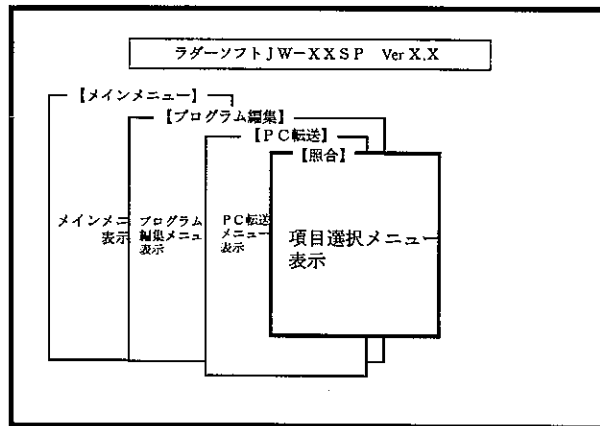 ラダーソフトJW-XXSP Ver X.X
【メインメニュー】
【プログラム編集】
【PC転送】
【照合】
メインメニ
表示
プログラム
編集メニュ
表示
PC転送
メニュー
表示
項目選択メニュー
表示